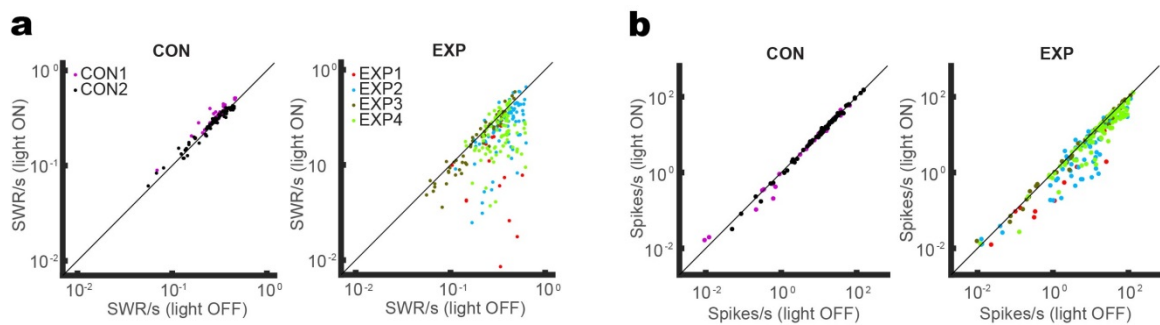 a
CON
SWR/s (light ON)
10⁰
10⁻¹
10⁻²
CON1
CON2
10⁻²
10⁻¹
10⁰
SWR/s (light OFF)
EXP
SWR/s (light ON)
10⁰
10
10⁻²
EXP1
EXP2
EXP3
EXP4
10⁻²
10⁻¹
10⁰
SWR/s (light OFF)
b
CON
Spikes/s (light ON)
10²
10⁰
10⁻²
10⁻²
10⁰
10²
Spikes/s (light OFF)
EXP
Spikes/s (light ON)
10²
10⁰
10⁻²
10⁻²
10⁰
10²
Spikes/s (light OFF)